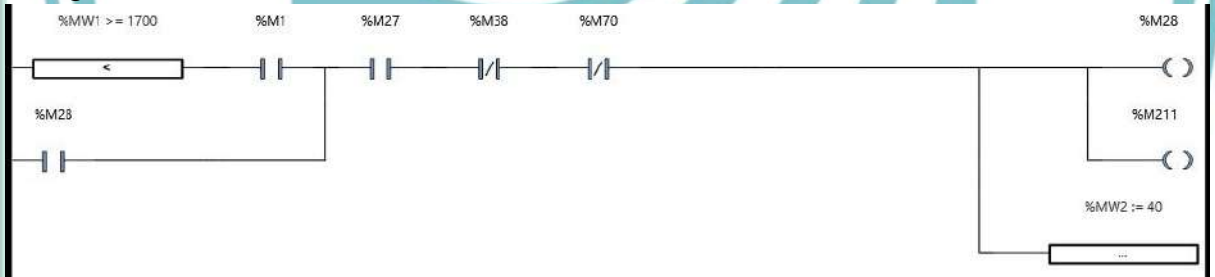 %MW1 >= 1700 %M1 %M27 %M38 %M70 %M28
<
%M28 %M211
%MW2 := 40
...